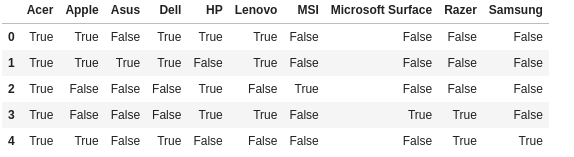 Acer Apple Asus Dell HP Lenovo MSI Microsoft Surface Razer Samsung
0 True True False True True True False False False False
1 True True True True False True False False False False
2 True False False False True False True False False False
3 True False False False True True False True True False
4 True True False True False False False False True True